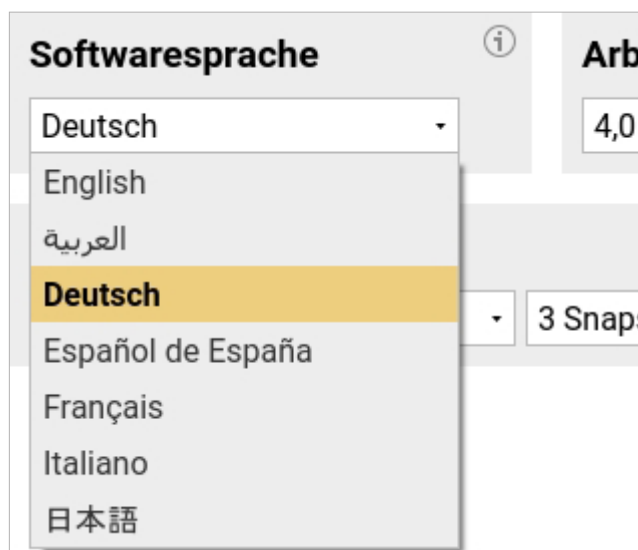 Softwaresprache
Arb
Deutsch
4,0
English
العربية
Deutsch
Español de España
3 Snaps
Français
Italiano
日本語